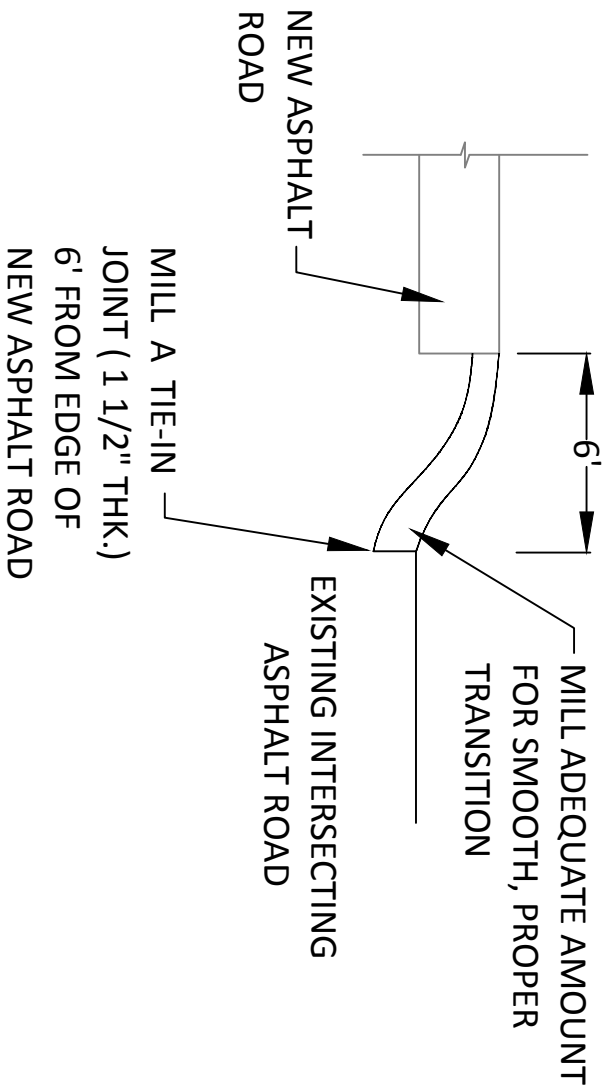 6'
MILL ADEQUATE AMOUNT
FOR SMOOTH, PROPER
TRANSITION
NEW ASPHALT
ROAD
EXISTING INTERSECTING
ASPHALT ROAD
MILL A TIE-IN
JOINT ( 1 1/2" THK.)
6' FROM EDGE OF
NEW ASPHALT ROAD